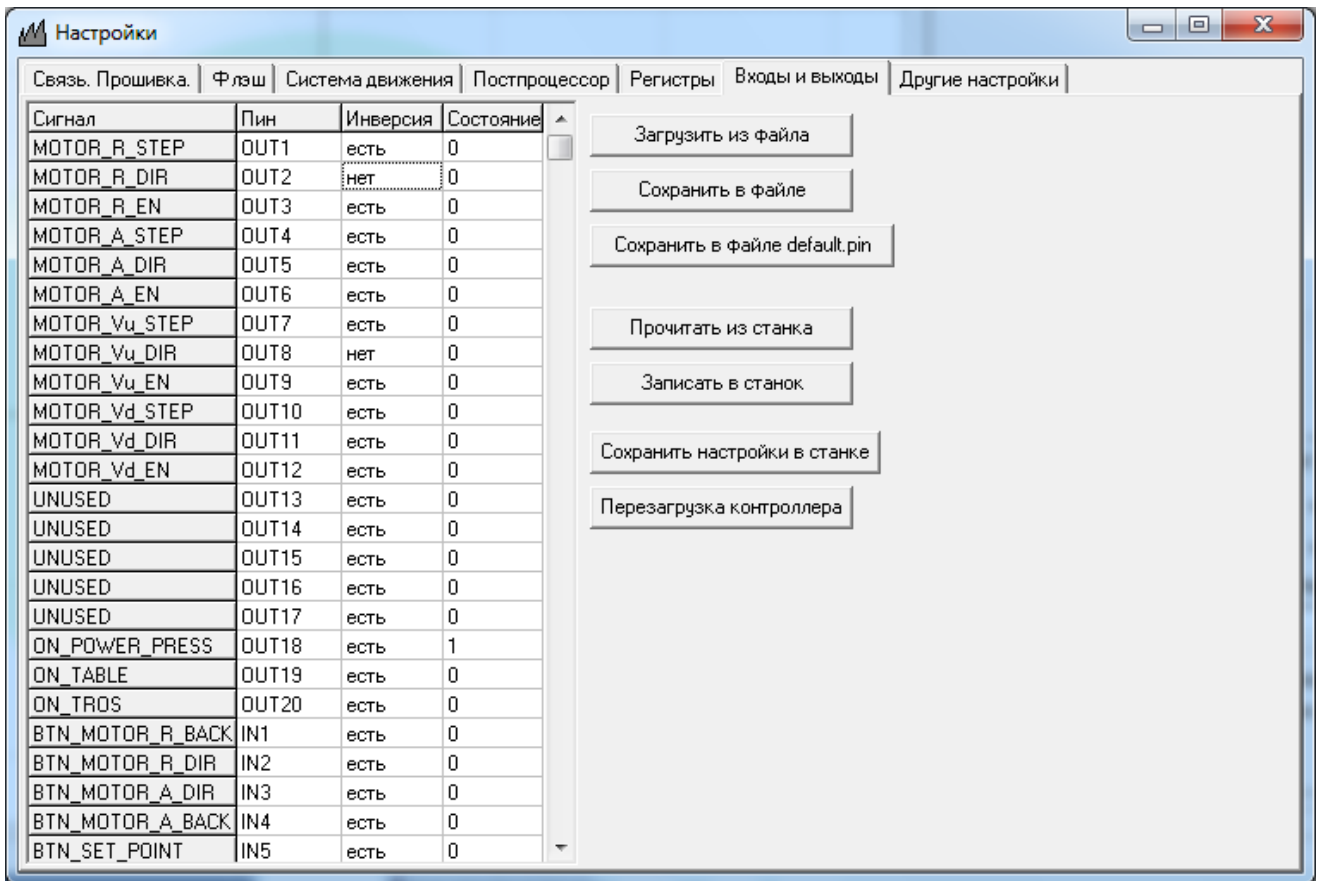 Настройки
Связь. Прошивка. Флэш Система движения Постпроцессор Регистры Входы и выходы Другие настройки
Сигнал Пин Инверсия Состояние
MOTOR_R_STEP OUT1 есть 0
MOTOR_R_DIR OUT2 нет 0
MOTOR_R_EN OUT3 есть 0
MOTOR_A_STEP OUT4 есть 0
MOTOR_A_DIR OUT5 есть 0
MOTOR_A_EN OUT6 есть 0
MOTOR_Vu_STEP OUT7 есть 0
MOTOR_Vu_DIR OUT8 нет 0
MOTOR_Vu_EN OUT9 есть 0
MOTOR_Vd_STEP OUT10 есть 0
MOTOR_Vd_DIR OUT11 есть 0
MOTOR_Vd_EN OUT12 есть 0
UNUSED OUT13 есть 0
UNUSED OUT14 есть 0
UNUSED OUT15 есть 0
UNUSED OUT16 есть 0
UNUSED OUT17 есть 0
ON_POWER_PRESS OUT18 есть 1
ON_TABLE OUT19 есть 0
ON_TROS OUT20 есть 0
BTN_MOTOR_R_BACK IN1 есть 0
BTN_MOTOR_R_DIR IN2 есть 0
BTN_MOTOR_A_DIR IN3 есть 0
BTN_MOTOR_A_BACK IN4 есть 0
BTN_SET_POINT IN5 есть 0
Загрузить из файла
Сохранить в файле
Сохранить в файле default.pin
Прочитать из станка
Записать в станок
Сохранить настройки в станке
Перезагрузка контроллера